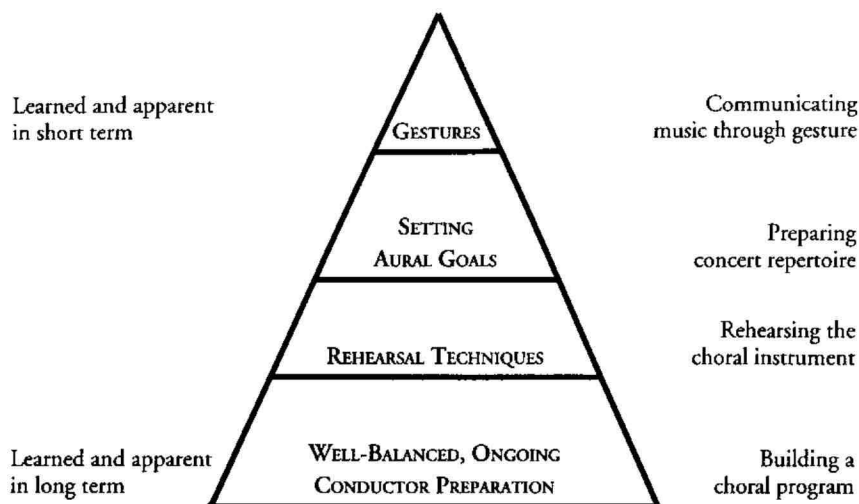 Learned and apparent
in short term
GESTURES
Communicating
music through gesture
SETTING
AURAL GOALS
Preparing
concert repertoire
REHEARSAL TECHNIQUES
Rehearsing the
choral instrument
Learned and apparent
in long term
WELL-BALANCED, ONGOING
CONDUCTOR PREPARATION
Building a
choral program